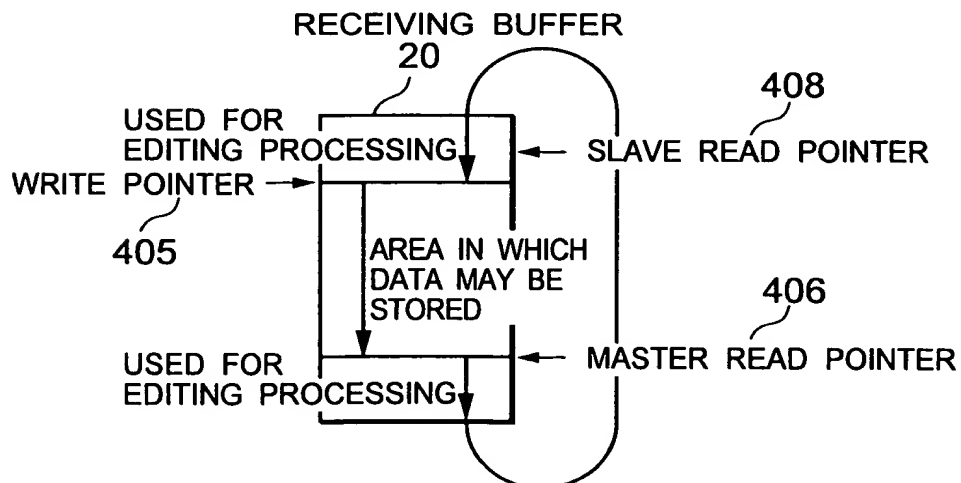 RECEIVING BUFFER
20
408
USED FOR
EDITING PROCESSING
SLAVE READ POINTER
WRITE POINTER
405
AREA IN WHICH
DATA MAY BE
STORED
406
USED FOR
EDITING PROCESSING
MASTER READ POINTER